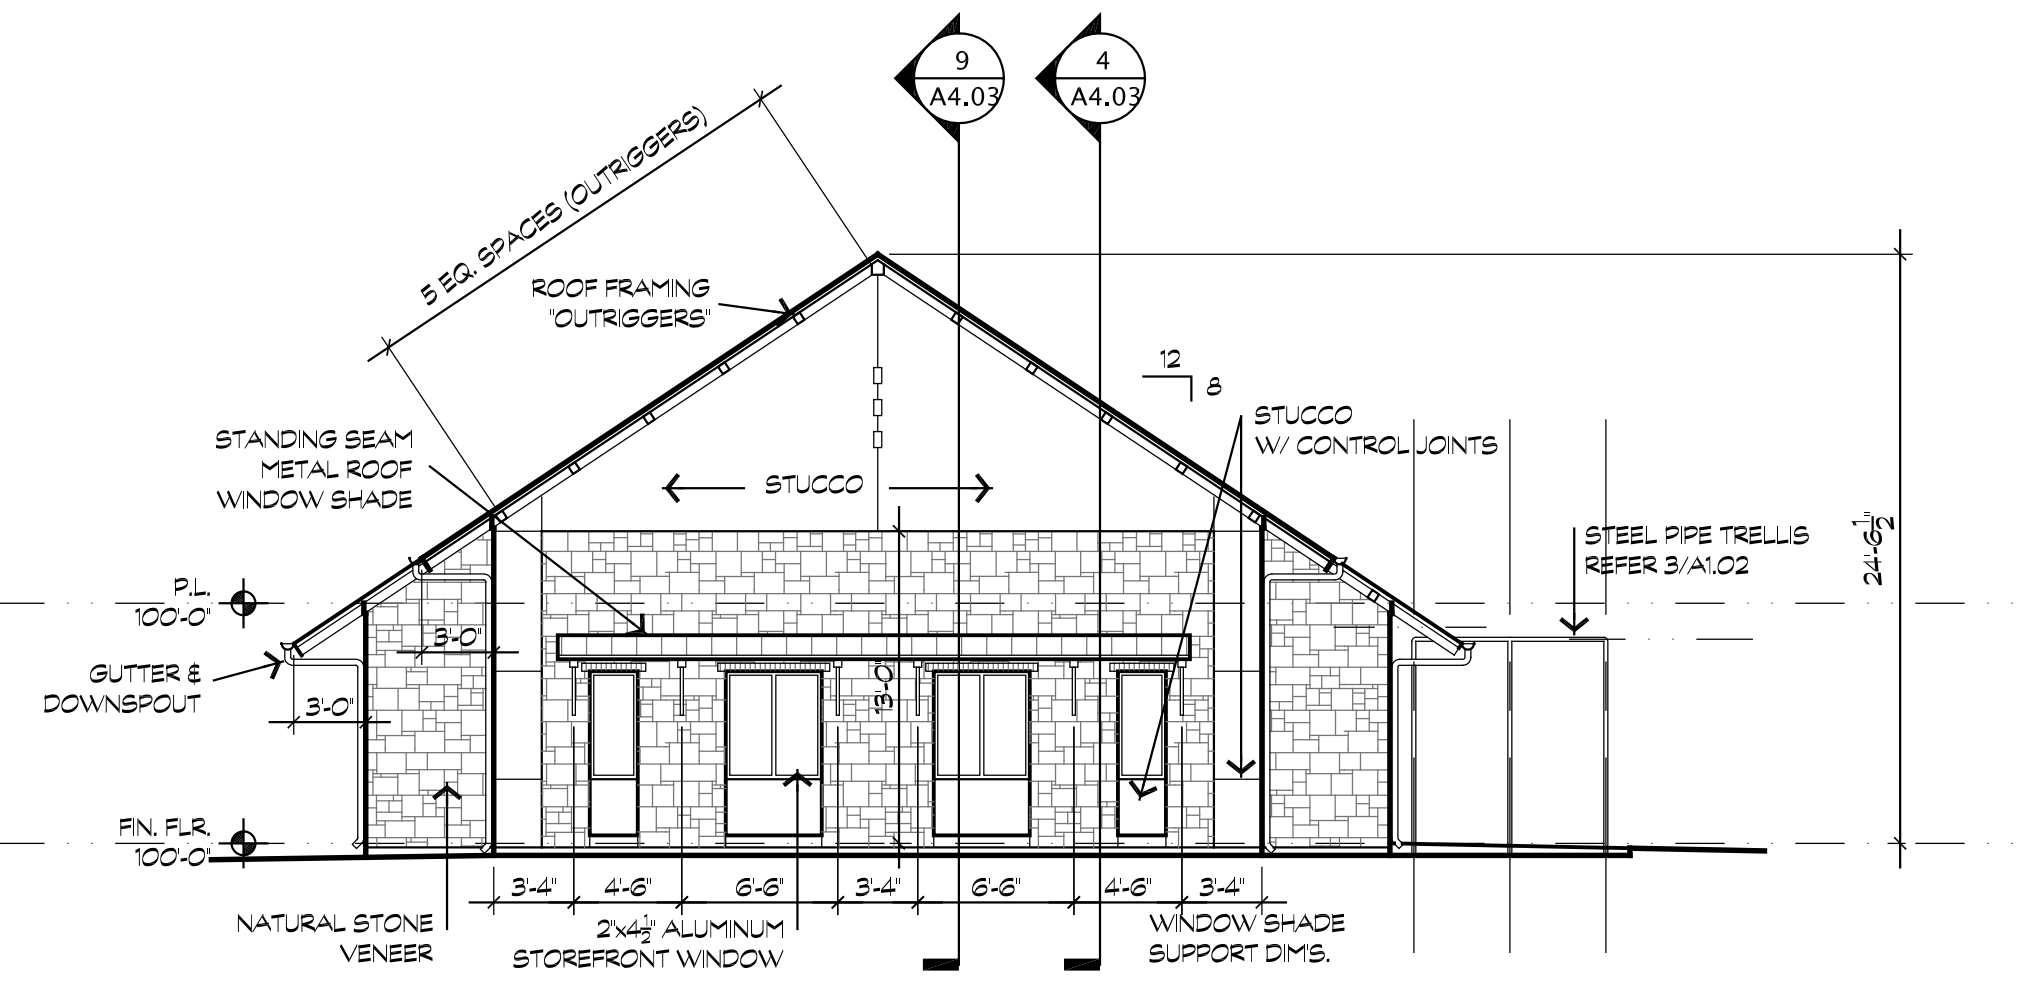 9
A4.03
4
A4.03
5 EQ. SPACES (OUTRIGGERS)
ROOF FRAMING
"OUTRIGGERS"
12
8
STANDING SEAM
METAL ROOF
WINDOW SHADE
STUCCO
STUCCO
W/ CONTROL JOINTS
24'-6 1/2"
STEEL PIPE TRELLIS
REFER 3/A1.02
P.L.
100'-0"
3'-0"
GUTTER &
DOWNSPOUT
3'-0"
13'-0"
FIN. FLR.
100'-0"
3'-4" 4'-6" 6'-6" 3'-4" 6'-6" 4'-6" 3'-4"
NATURAL STONE
VENEER
2"x4 1/2" ALUMINUM
STOREFRONT WINDOW
WINDOW SHADE
SUPPORT DIM'S.